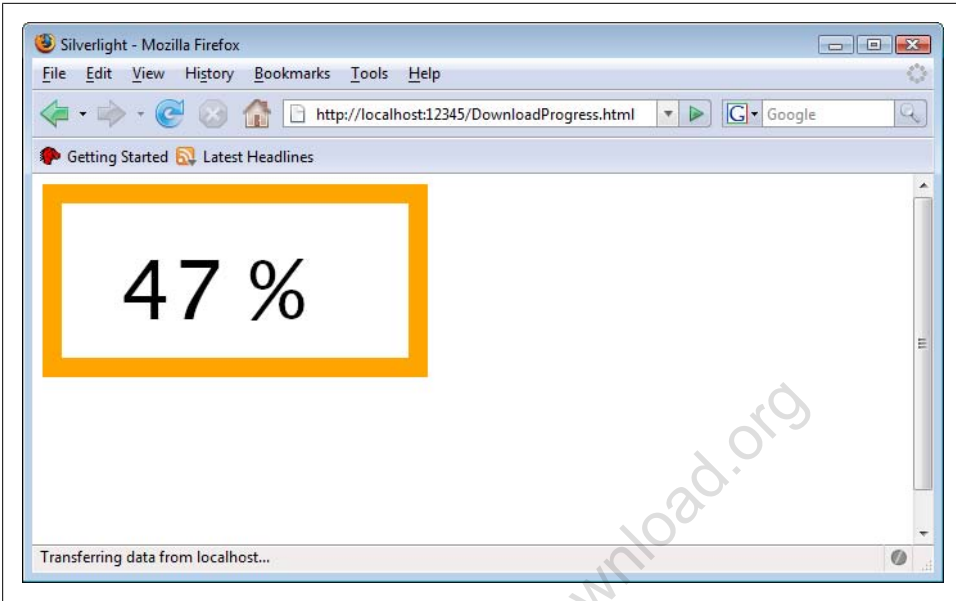 Silverlight - Mozilla Firefox
File Edit View History Bookmarks Tools Help
http://localhost:12345/DownloadProgress.html G Google
Getting Started Latest Headlines
47 %
Transferring data from localhost...